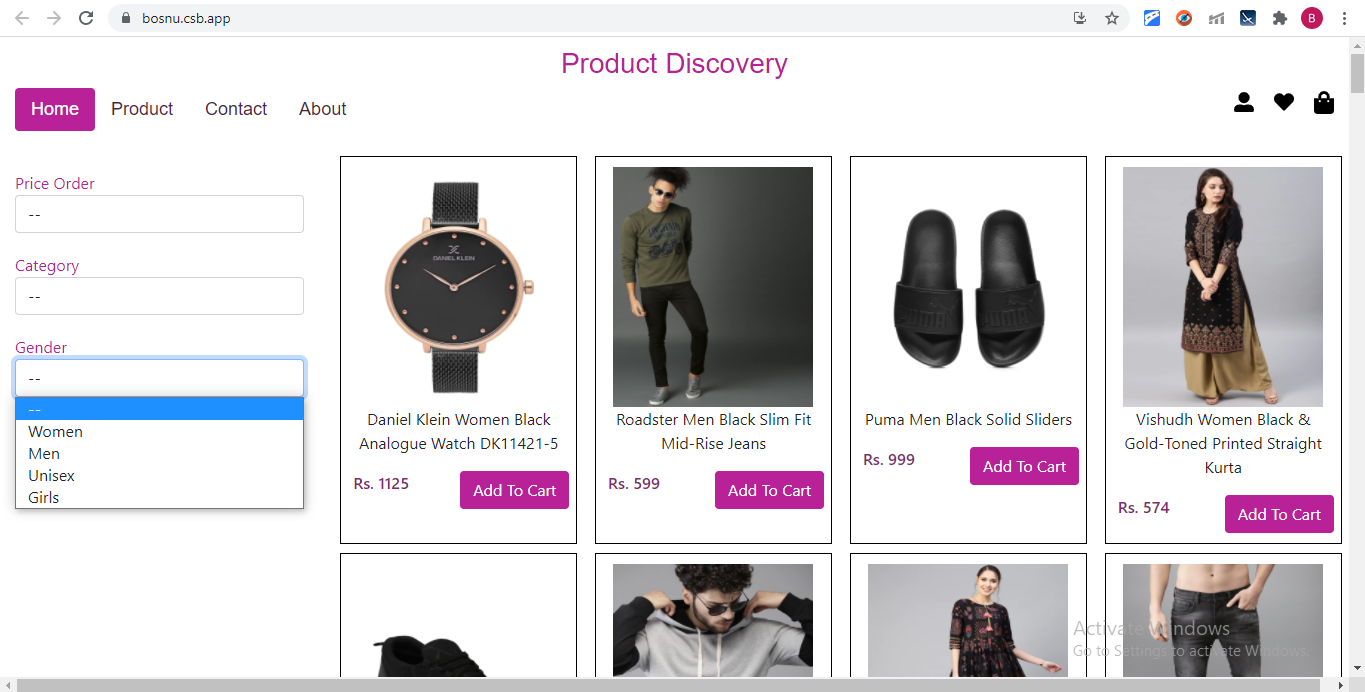 bosnu.csb.app
B
Product Discovery
Home
Product
Contact
About
Price Order
--
Category
--
Gender
--
--
Women
Men
Unisex
Girls
DANIEL KLEIN
Daniel Klein Women Black
Analogue Watch DK11421-5
Rs. 1125
Add To Cart
Roadster Men Black Slim Fit
Mid-Rise Jeans
Rs. 599
Add To Cart
PUMA
PUMA
Puma Men Black Solid Sliders
Rs. 999
Add To Cart
Vishudh Women Black &
Gold-Toned Printed Straight
Kurta
Rs. 574
Add To Cart
Activate Windows
Go to Settings to activate Windows.